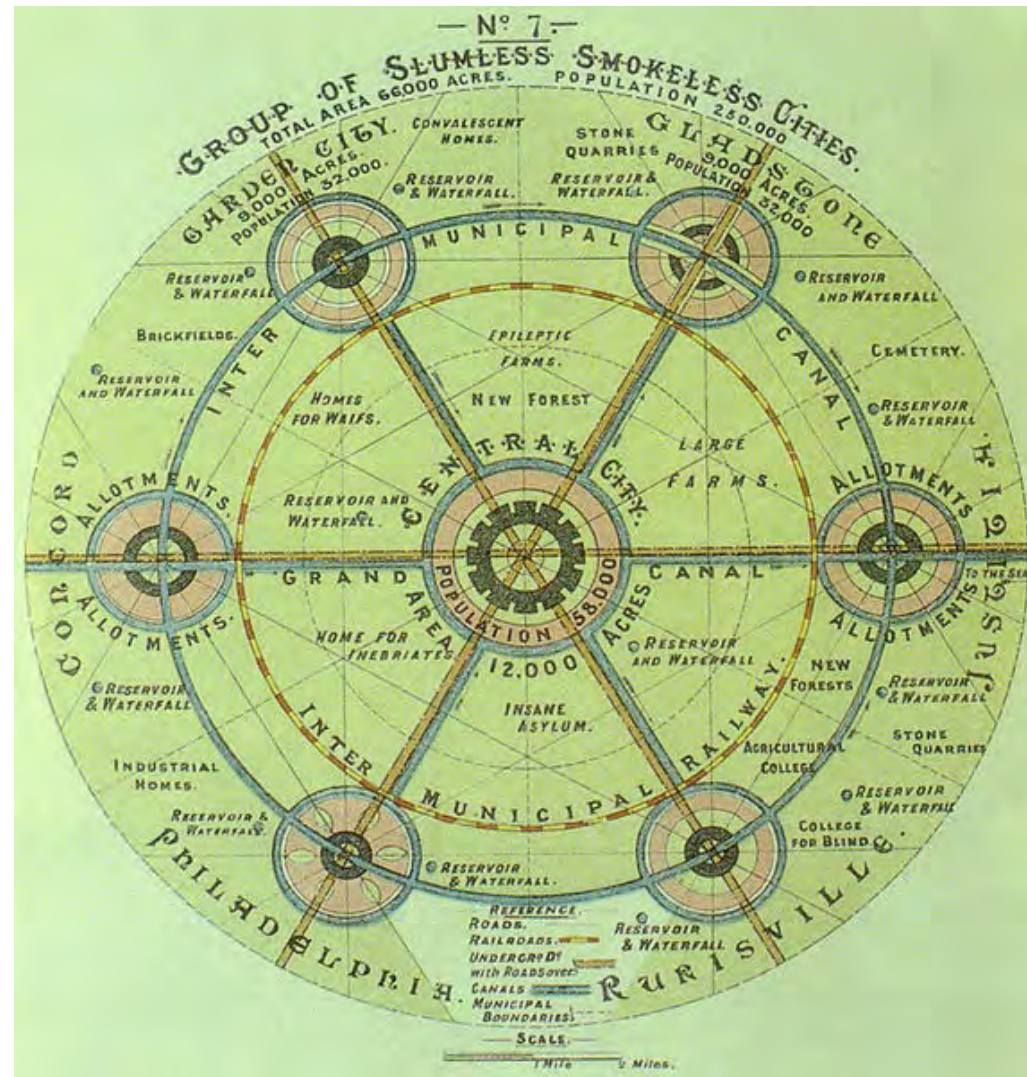 — Nº 7. —
GROUP OF SLUMLESS SMOKELESS CITIES.
TOTAL AREA 66,000 ACRES. POPULATION 250,000
GARDEN CITY.
9,000 ACRES.
POPULATION 32,000.
CONVALESCENT
HOMES.
STONE
QUARRIES
GLADSTONE
9,000 ACRES.
POPULATION
32,000
RESERVOIR
& WATERFALL.
RESERVOIR &
WATERFALL.
INTER MUNICIPAL CANAL
RESERVOIR
& WATERFALL
RESERVOIR
AND WATERFALL
BRICKFIELDS.
EPILEPTIC
FARMS.
CEMETERY.
RESERVOIR
AND WATERFALL
HOMES
FOR WAIFS.
NEW FOREST
RESERVOIR
& WATERFALL
LARGE
FARMS.
CENTRAL CITY.
CONCORD
ALLOTMENTS.
RESERVOIR AND
WATERFALL.
ALLOTMENTS
JUSTITIA
GRAND CANAL
TO THE SEA
POPULATION 58,000
AREA 12,000 ACRES
ALLOTMENTS.
HOME FOR
INEBRIATES
RESERVOIR
AND WATERFALL
ALLOTMENTS
RESERVOIR
& WATERFALL
INSANE
ASYLUM.
NEW
FORESTS
RESERVOIR
& WATERFALL
STONE
QUARRIES
INTER MUNICIPAL RAILWAY.
AGRICULTURAL
COLLEGE
INDUSTRIAL
HOMES.
RESERVOIR
& WATERFALL
RESERVOIR &
WATERFALL.
COLLEGE
FOR BLIND
PHILADELPHIA.
RESERVOIR
& WATERFALL.
RURISVILLE.
RESERVOIR
& WATERFALL
REFERENCE.
ROADS.
RAILROADS.
UNDERGRD Dº
with ROADS over
CANALS
MUNICIPAL
BOUNDARIES
— SCALE. —
1 Mile 2 Miles.